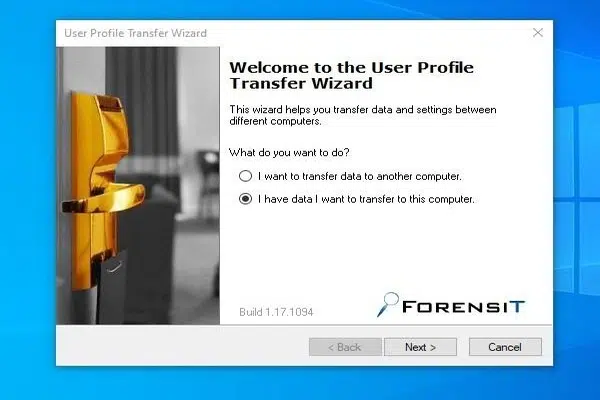 User Profile Transfer Wizard
Welcome to the User Profile
Transfer Wizard
This wizard helps you transfer data and settings between
different computers.
What do you want to do?
I want to transfer data to another computer.
I have data I want to transfer to this computer.
Build 1.17.1094
FORENSIT
< Back
Next >
Cancel